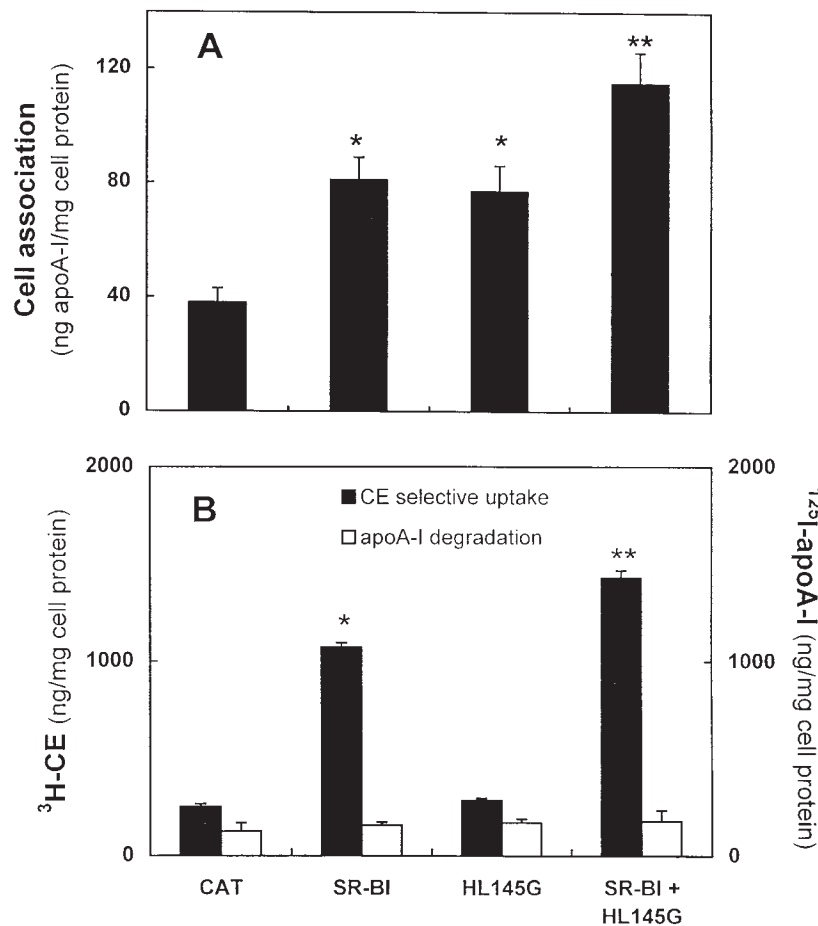 A
120
80
40
0
Cell association
(ng apoA-I/mg cell protein)
*
*
**
B
2000
1000
0
³H-CE (ng/mg cell protein)
CE selective uptake
apoA-I degradation
*
**
2000
1000
0
¹²⁵I-apoA-I (ng/mg cell protein)
CAT
SR-BI
HL145G
SR-BI +
HL145G